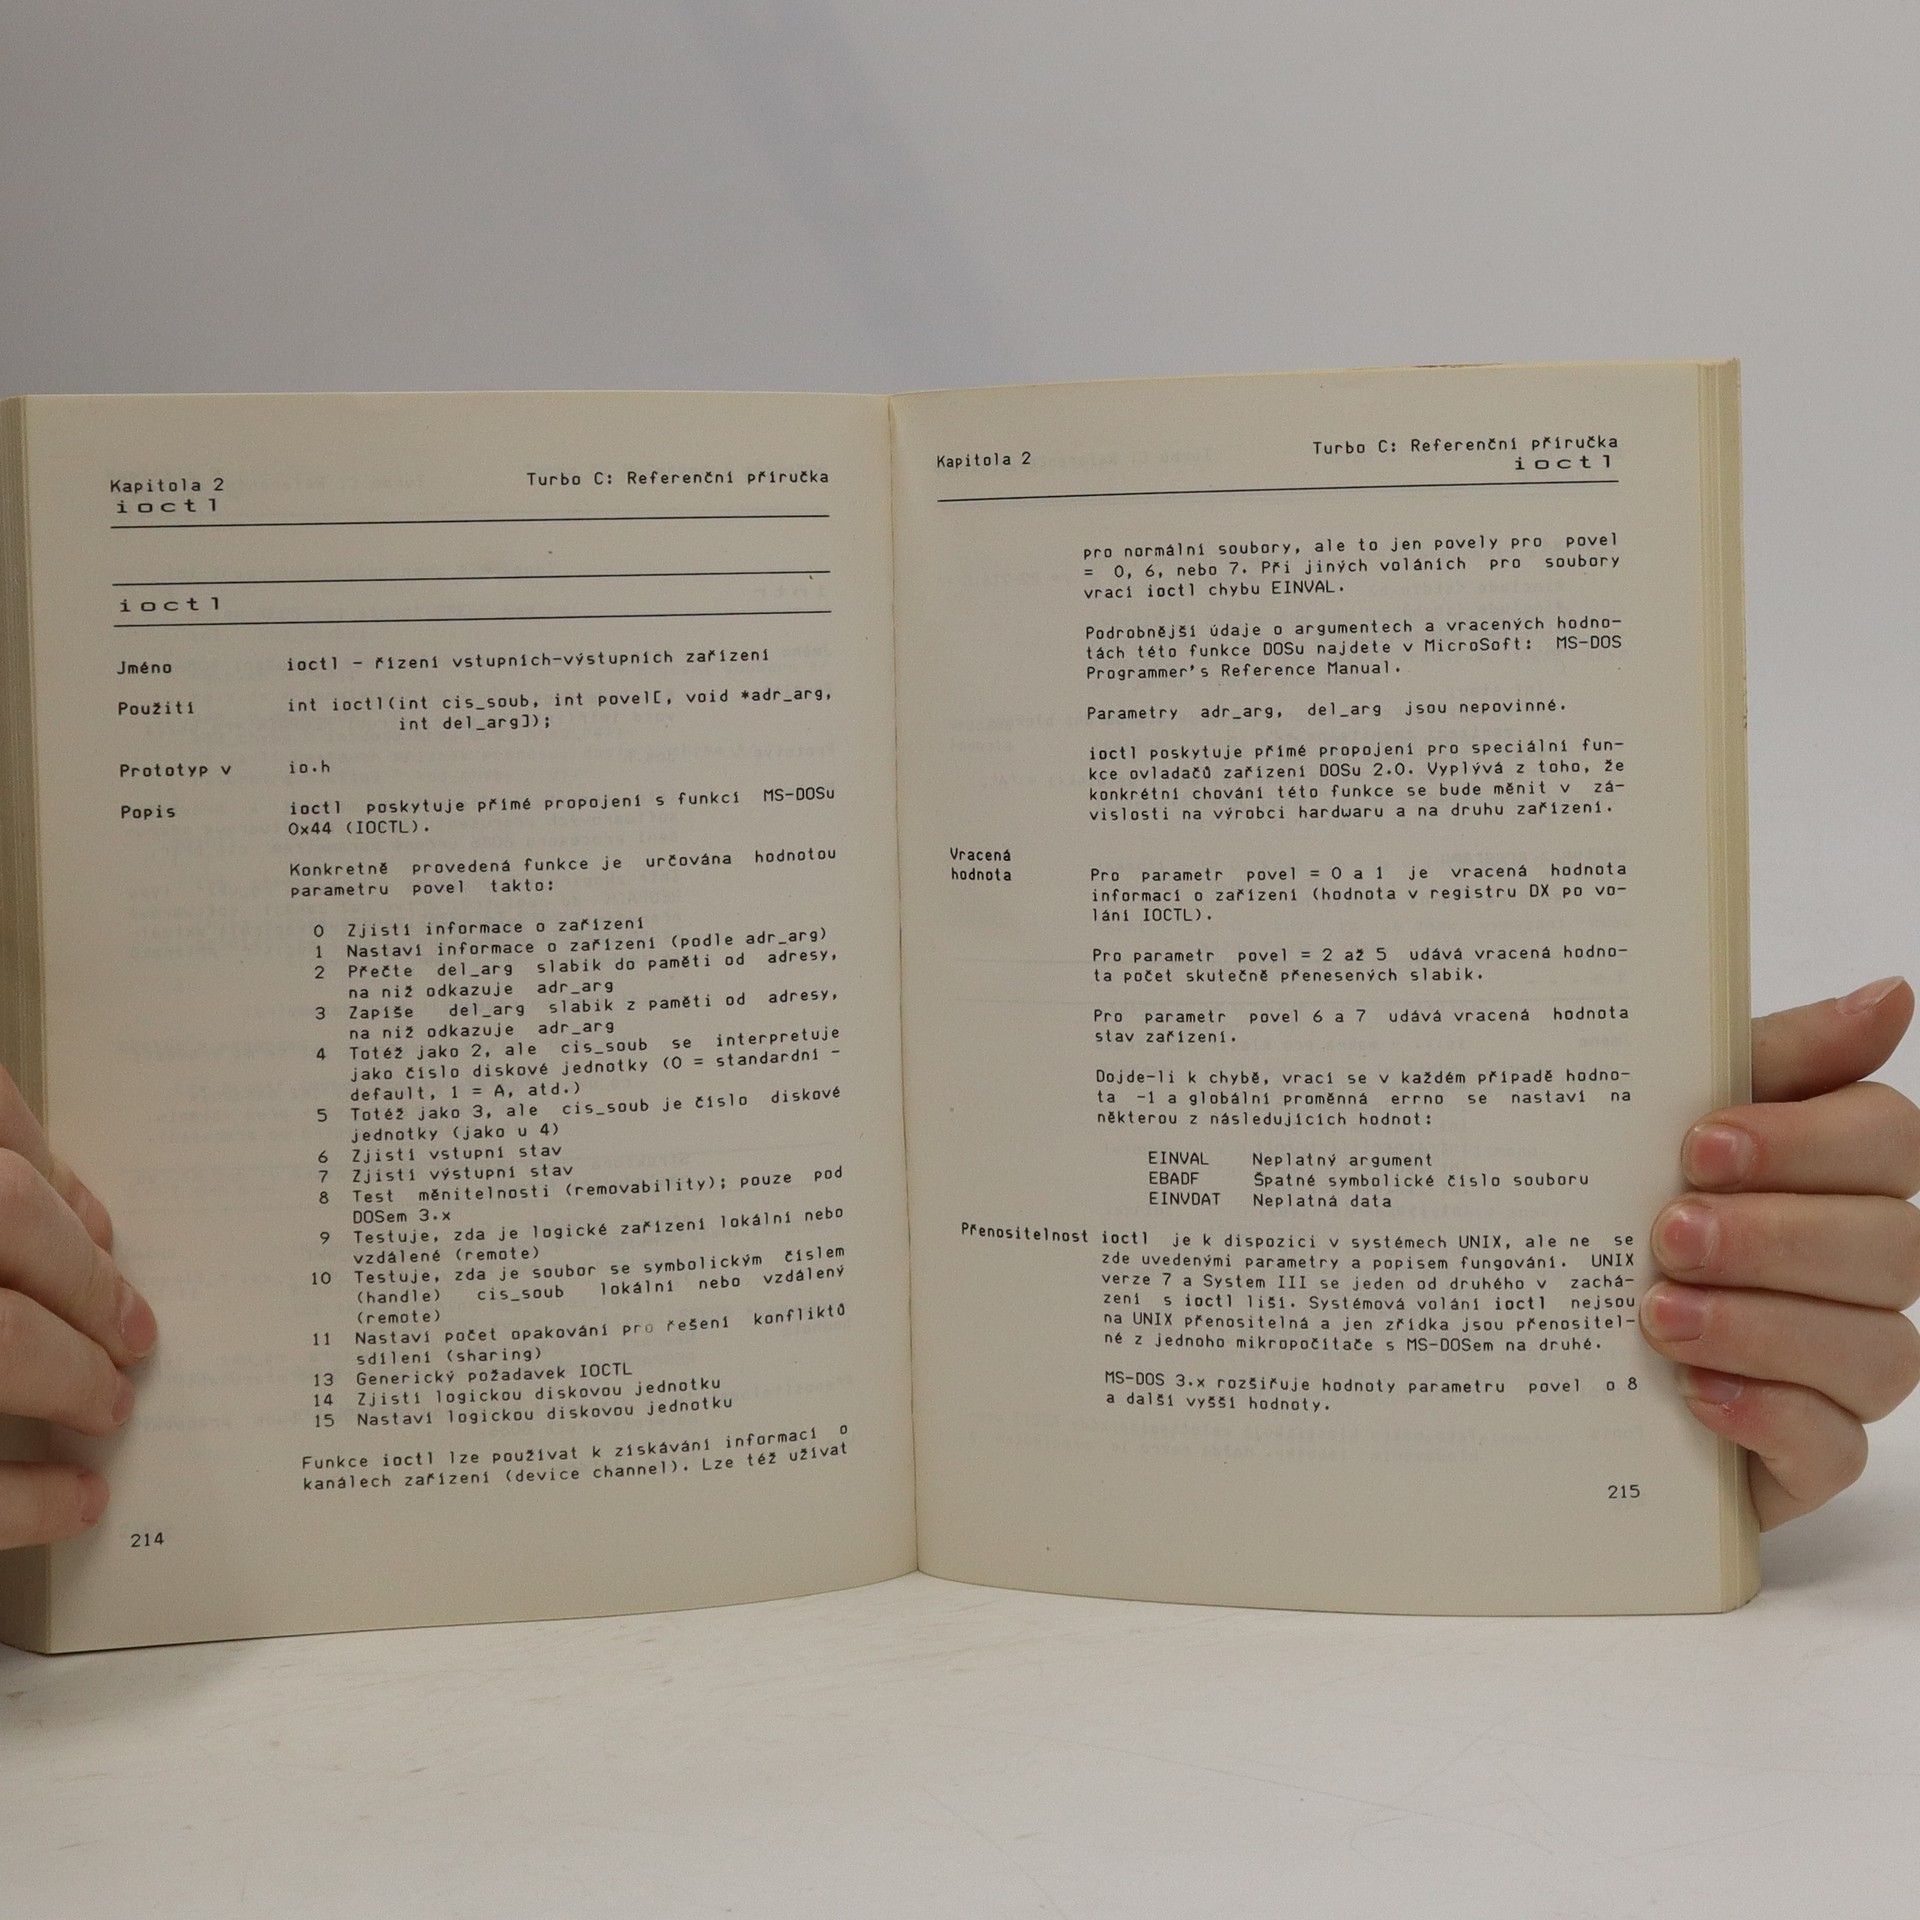 Kapitola 2 Turbo C: Referenční příručka
ioctl
ioctl
Jméno ioctl - řízení vstupních-výstupních zařízení
Použití int ioctl(int cis_soub, int povel[, void *adr_arg,
int del_arg]);
Prototyp v io.h
Popis ioctl poskytuje přímé propojení s funkcí MS-DOSu
0x44 (IOCTL).
Konkretně provedená funkce je určována hodnotou
parametru povel takto:
0 Zjistí informace o zařízení
1 Nastaví informace o zařízení (podle adr_arg)
2 Přečte del_arg slabik do paměti od adresy,
na niž odkazuje adr_arg
3 Zapíše del_arg slabik z paměti od adresy,
na niž odkazuje adr_arg
4 Totéž jako 2, ale cis_soub se interpretuje
jako číslo diskové jednotky (0 = standardní -
default, 1 = A, atd.)
5 Totéž jako 3, ale cis_soub je číslo diskové
jednotky (jako u 4)
6 Zjistí vstupní stav
7 Zjistí výstupní stav
8 Test měnitelnosti (removability); pouze pod
DOSem 3.x
9 Testuje, zda je logické zařízení lokální nebo
vzdálené (remote)
10 Testuje, zda je soubor se symbolickým číslem
(handle) cis_soub lokální nebo vzdálený
(remote)
11 Nastaví počet opakování pro řešení konfliktů
sdílení (sharing)
13 Generický požadavek IOCTL
14 Zjistí logickou diskovou jednotku
15 Nastaví logickou diskovou jednotku
Funkce ioctl lze používat k získávání informací o
kanálech zařízení (device channel). Lze též užívat
214
Kapitola 2 Turbo C: Referenční příručka
ioctl
pro normální soubory, ale to jen povely pro povel
= 0, 6, nebo 7. Při jiných voláních pro soubory
vrací ioctl chybu EINVAL.
Podrobnější údaje o argumentech a vracených hodno-
tách této funkce DOSu najdete v MicroSoft: MS-DOS
Programmer's Reference Manual.
Parametry adr_arg, del_arg jsou nepovinné.
ioctl poskytuje přímé propojení pro speciální fun-
kce ovladačů zařízení DOSu 2.0. Vyplývá z toho, že
konkrétní chování této funkce se bude měnit v zá-
vislosti na výrobci hardwaru a na druhu zařízení.
Vracená
hodnota Pro parametr povel = 0 a 1 je vracená hodnota
informací o zařízení (hodnota v registru DX po vo-
lání IOCTL).
Pro parametr povel = 2 až 5 udává vracená hodno-
ta počet skutečně přenesených slabik.
Pro parametr povel 6 a 7 udává vracená hodnota
stav zařízení.
Dojde-li k chybě, vrací se v každém případě hodno-
ta -1 a globální proměnná errno se nastaví na
některou z následujících hodnot:
EINVAL Neplatný argument
EBADF Špatné symbolické číslo souboru
EINVDAT Neplatná data
Přenositelnost ioctl je k dispozici v systémech UNIX, ale ne se
zde uvedenými parametry a popisem fungování. UNIX
verze 7 a System III se jeden od druhého v zachá-
zení s ioctl liší. Systémová volání ioctl nejsou
na UNIX přenositelná a jen zřídka jsou přenositel-
né z jednoho mikropočítače s MS-DOSem na druhé.
MS-DOS 3.x rozšiřuje hodnoty parametru povel o 8
a další vyšší hodnoty.
215